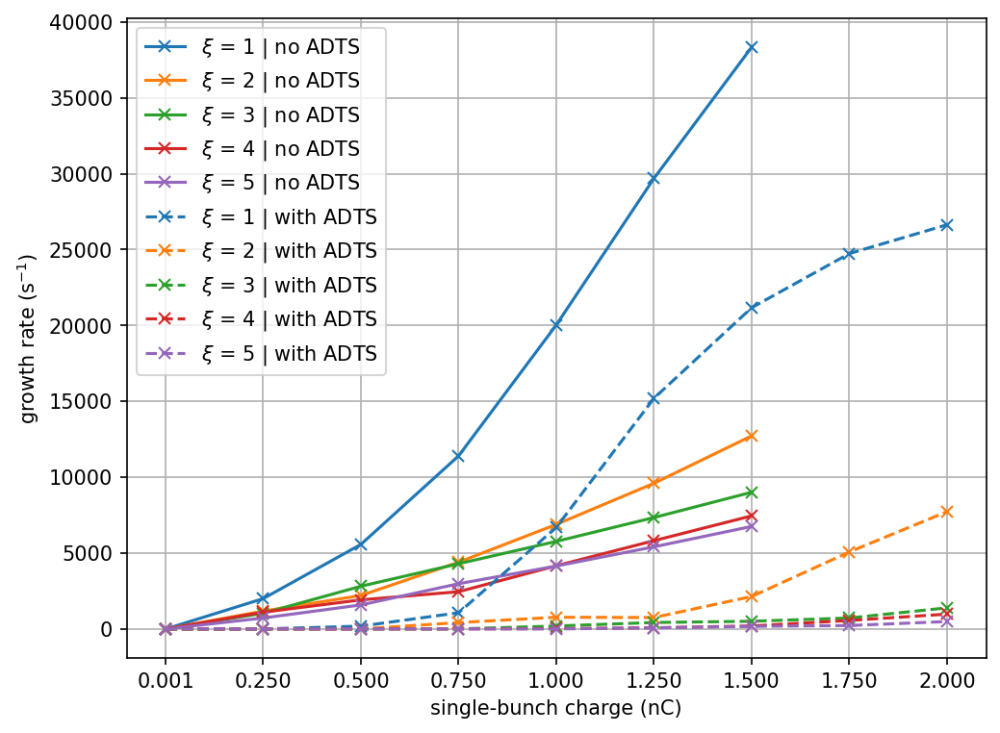 40000
35000
30000
25000
20000
15000
10000
5000
0
growth rate (s⁻¹)
ξ = 1 | no ADTS
ξ = 2 | no ADTS
ξ = 3 | no ADTS
ξ = 4 | no ADTS
ξ = 5 | no ADTS
ξ = 1 | with ADTS
ξ = 2 | with ADTS
ξ = 3 | with ADTS
ξ = 4 | with ADTS
ξ = 5 | with ADTS
0.001 0.250 0.500 0.750 1.000 1.250 1.500 1.750 2.000
single-bunch charge (nC)